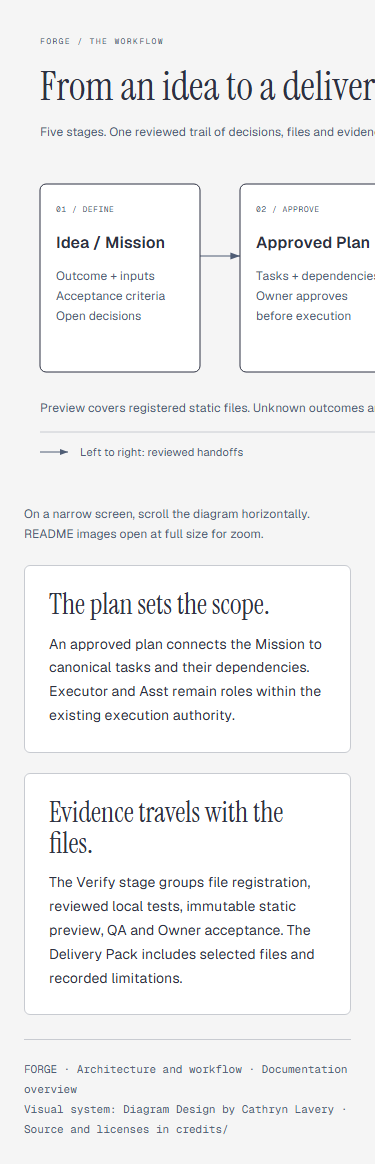 FORGE / THE WORKFLOW
From an idea to a deliver
Five stages. One reviewed trail of decisions, files and eviden
01 / DEFINE
Idea / Mission
Outcome + inputs
Acceptance criteria
Open decisions
02 / APPROVE
Approved Plan
Tasks + dependencies
Owner approves
before execution
Preview covers registered static files. Unknown outcomes a
Left to right: reviewed handoffs
On a narrow screen, scroll the diagram horizontally.
README images open at full size for zoom.
The plan sets the scope.
An approved plan connects the Mission to
canonical tasks and their dependencies.
Executor and Asst remain roles within the
existing execution authority.
Evidence travels with the
files.
The Verify stage groups file registration,
reviewed local tests, immutable static
preview, QA and Owner acceptance. The
Delivery Pack includes selected files and
recorded limitations.
FORGE · Architecture and workflow · Documentation
overview
Visual system: Diagram Design by Cathryn Lavery ·
Source and licenses in credits/